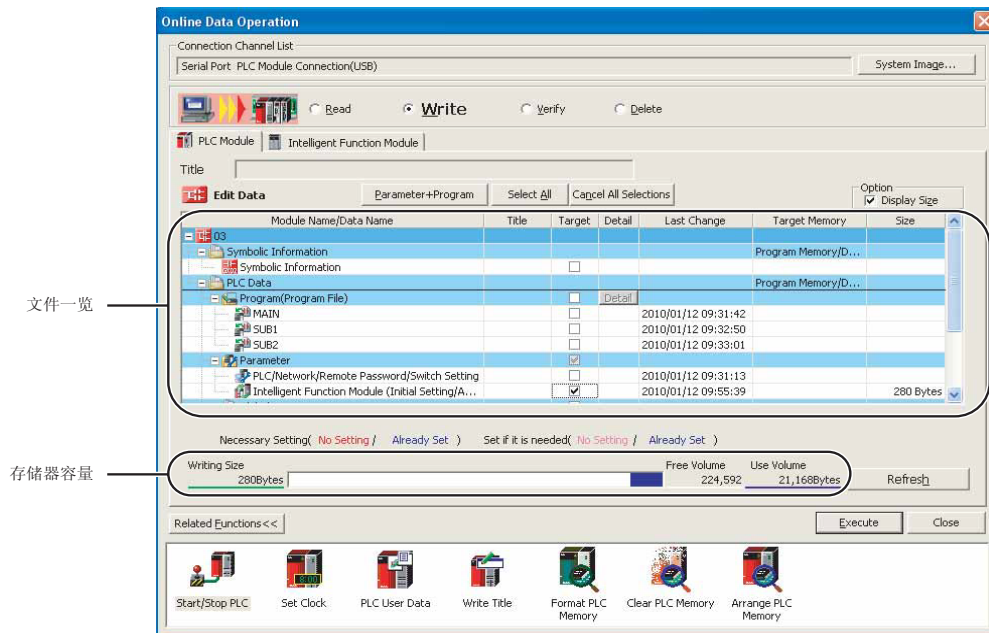 Online Data Operation
Connection Channel List
Serial Port PLC Module Connection(USB)
System Image...
Read
Write
Verify
Delete
PLC Module
Intelligent Function Module
Title
Edit Data
Parameter+Program
Select All
Cancel All Selections
Option
Display Size
Module Name/Data Name Title Target Detail Last Change Target Memory Size
03
Symbolic Information Program Memory/D...
Symbolic Information
PLC Data Program Memory/D...
Program(Program File) Detail
MAIN 2010/01/12 09:31:42
SUB1 2010/01/12 09:32:50
SUB2 2010/01/12 09:33:01
Parameter
PLC/Network/Remote Password/Switch Setting 2010/01/12 09:31:13
Intelligent Function Module (Initial Setting/A... 2010/01/12 09:55:39 280 Bytes
文件一览
Necessary Setting( No Setting / Already Set ) Set if it is needed( No Setting / Already Set )
存储器容量
Writing Size Free Volume Use Volume
280Bytes 224,592 21,168Bytes
Refresh
Related Functions<<
Execute
Close
Start/Stop PLC
Set Clock
PLC User Data
Write Title
Format PLC
Memory
Clear PLC Memory
Arrange PLC
Memory